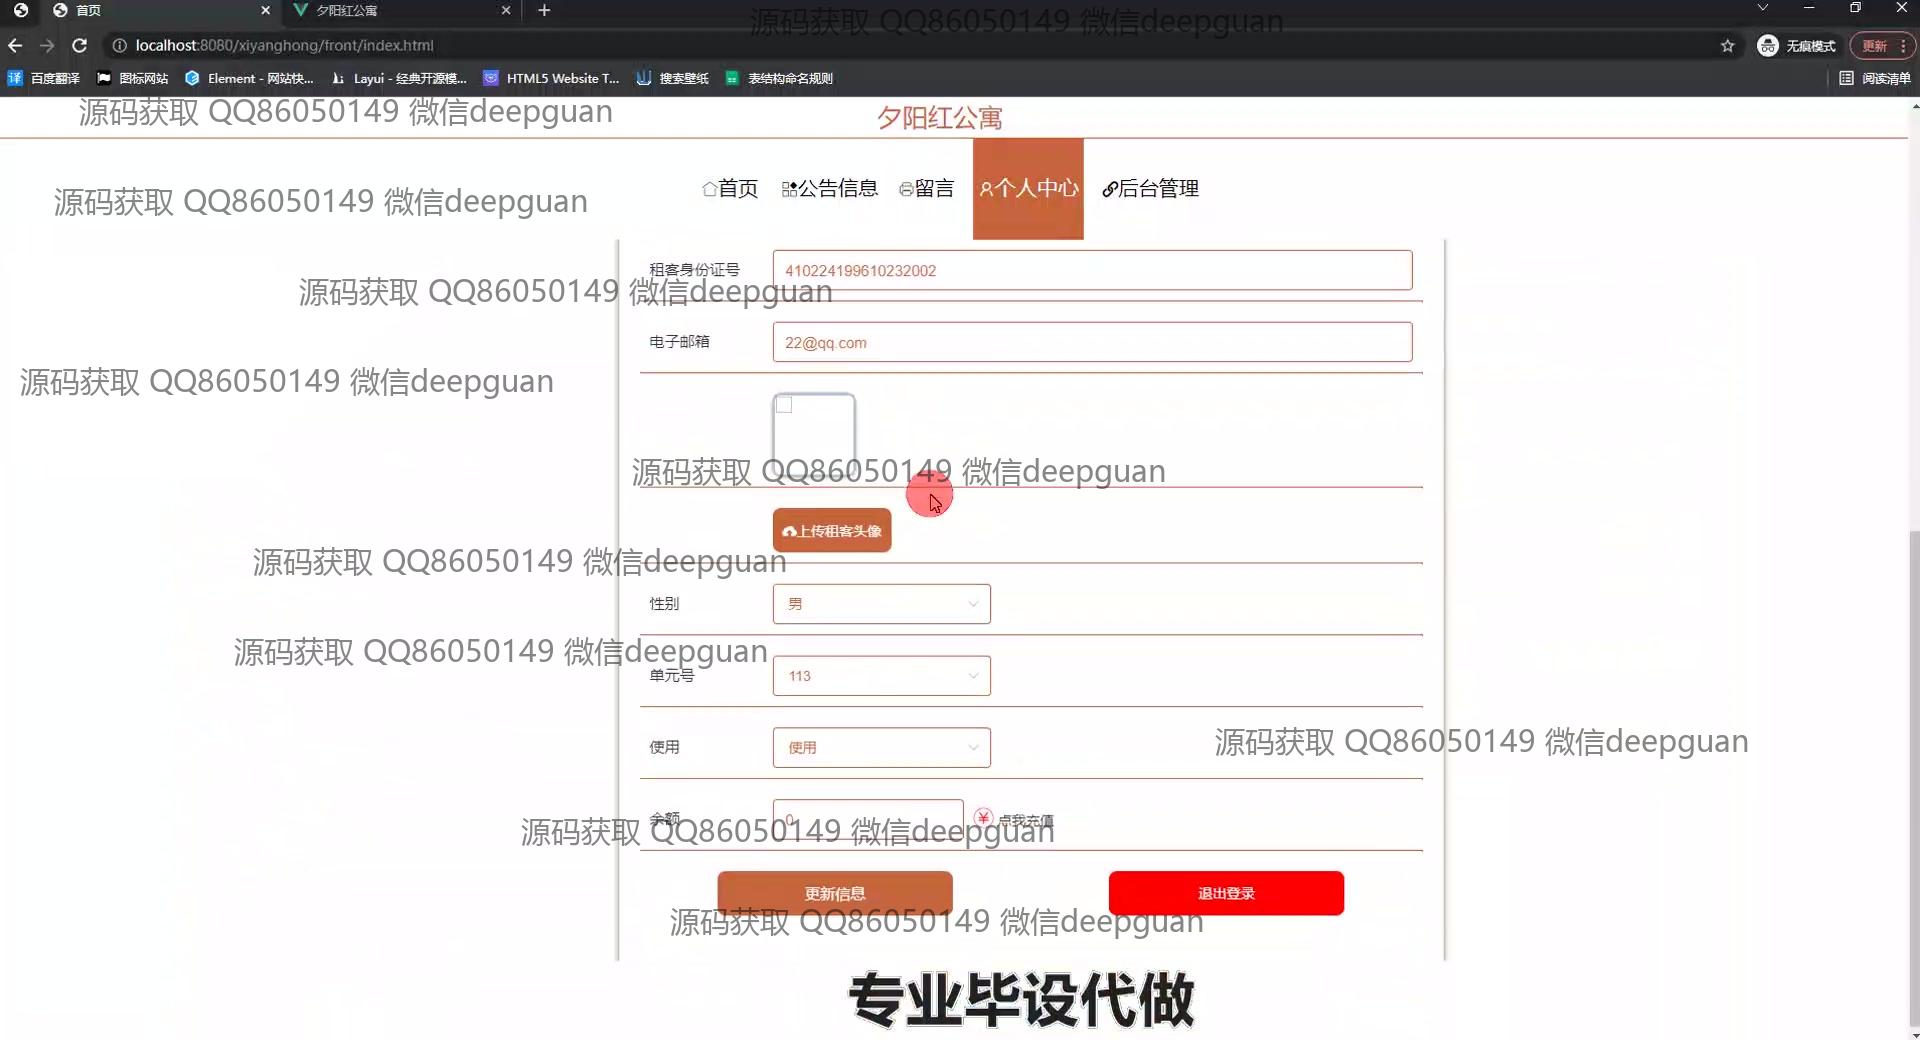 首页
夕阳红公寓
源码获取 QQ86050149 微信deepguan
localhost:8080/xiyanghong/front/index.html
无痕模式
更新
百度翻译
图标网站
Element - 网站快...
Layui - 经典开源模...
HTML5 Website T...
搜索壁纸
表结构命名规则
阅读清单
源码获取 QQ86050149 微信deepguan
夕阳红公寓
首页
公告信息
留言
个人中心
后台管理
源码获取 QQ86050149 微信deepguan
租客身份证号
410224199610232002
源码获取 QQ86050149 微信deepguan
电子邮箱
22@qq.com
源码获取 QQ86050149 微信deepguan
源码获取 QQ86050149 微信deepguan
上传租客头像
源码获取 QQ86050149 微信deepguan
性别
男
源码获取 QQ86050149 微信deepguan
单元号
113
使用
使用
源码获取 QQ86050149 微信deepguan
余额
0
¥
点我充值
源码获取 QQ86050149 微信deepguan
更新信息
退出登录
源码获取 QQ86050149 微信deepguan
专业毕设代做